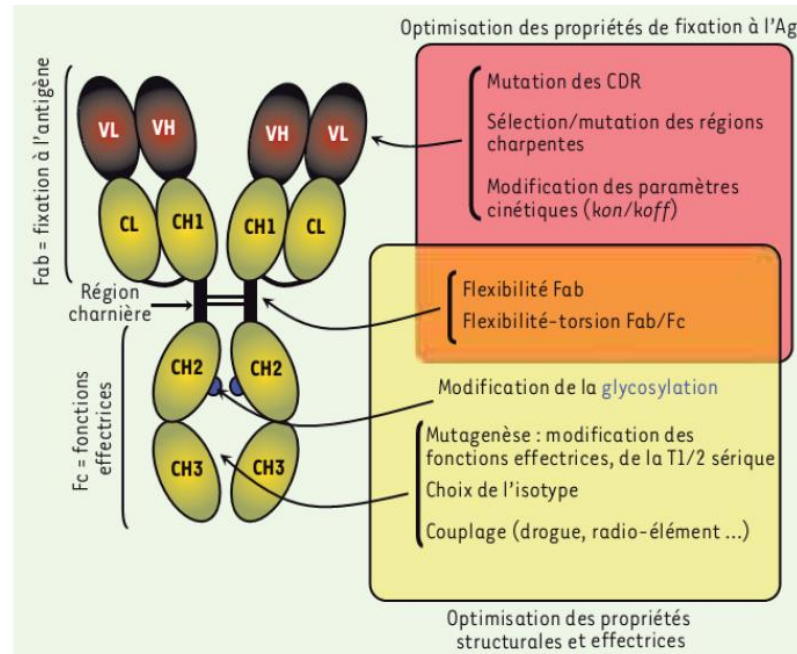 Optimisation des propriétés de fixation à l'Ag
Fab = fixation à l'antigène
VL
VH
VH
VL
CL
CH1
CH1
CL
Mutation des CDR
Sélection/mutation des régions
charpentes
Modification des paramètres
cinétiques (kon/koff)
Région
charnière
Flexibilité Fab
Flexibilité-torsion Fab/Fc
Fc = fonctions
effectrices
CH2
CH2
CH3
CH3
Modification de la glycosylation
Mutagenèse : modification des
fonctions effectrices, de la T1/2 sérique
Choix de l'isotype
Couplage (drogue, radio-élément ...)
Optimisation des propriétés
structurales et effectrices